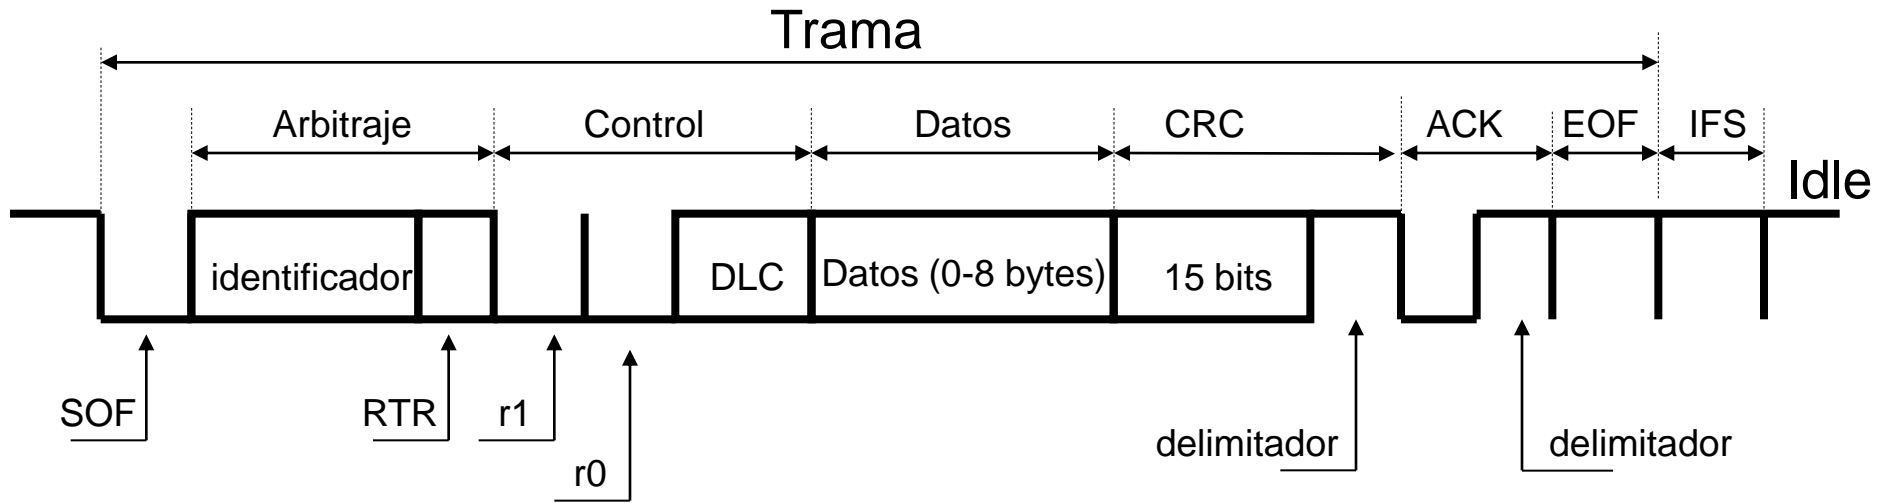 Trama
Arbitraje Control Datos CRC ACK EOF IFS
Idle
identificador DLC Datos (0-8 bytes) 15 bits
SOF RTR r1
delimitador delimitador
r0